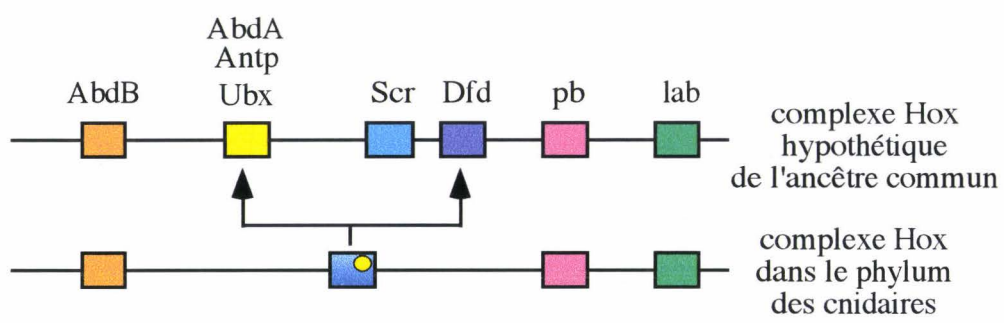 AbdA
Antp
AbdB Ubx Scr Dfd pb lab
complexe Hox
hypothétique
de l'ancêtre commun
complexe Hox
dans le phylum
des cnidaires